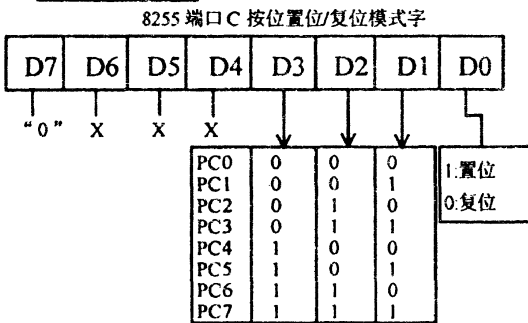 8255 端口 C 按位置位/复位模式字
D7 D6 D5 D4 D3 D2 D1 D0
“0” X X X
PC0 0 0 0
PC1 0 0 1
PC2 0 1 0
PC3 0 1 1
PC4 1 0 0
PC5 1 0 1
PC6 1 1 0
PC7 1 1 1
1:置位
0:复位